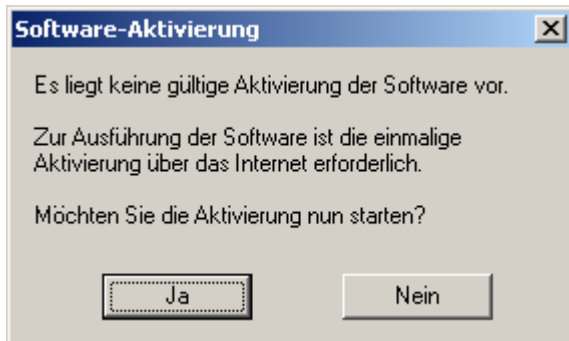 Software-Aktivierung
Es liegt keine gültige Aktivierung der Software vor.
Zur Ausführung der Software ist die einmalige
Aktivierung über das Internet erforderlich.
Möchten Sie die Aktivierung nun starten?
Ja
Nein